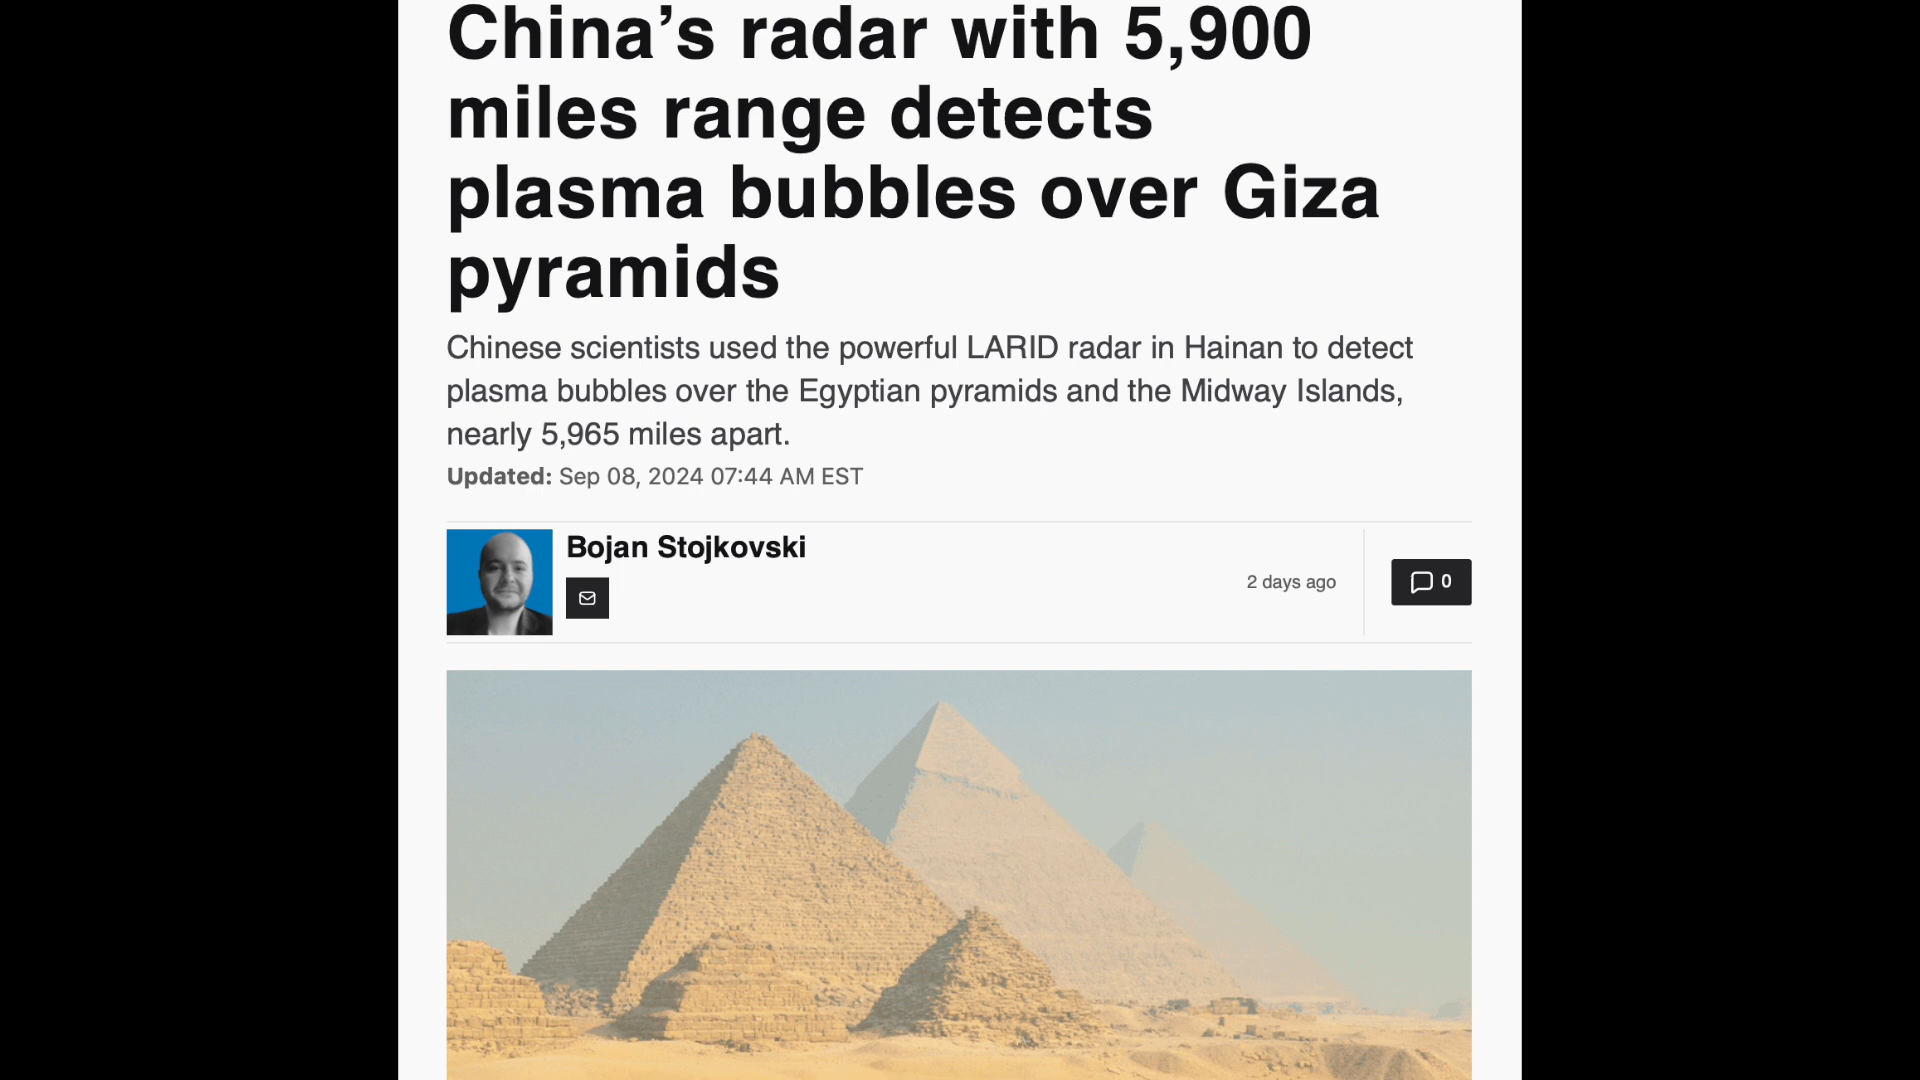 China’s radar with 5,900
miles range detects
plasma bubbles over Giza
pyramids
Chinese scientists used the powerful LARID radar in Hainan to detect
plasma bubbles over the Egyptian pyramids and the Midway Islands,
nearly 5,965 miles apart.
Updated: Sep 08, 2024 07:44 AM EST
Bojan Stojkovski
2 days ago
0